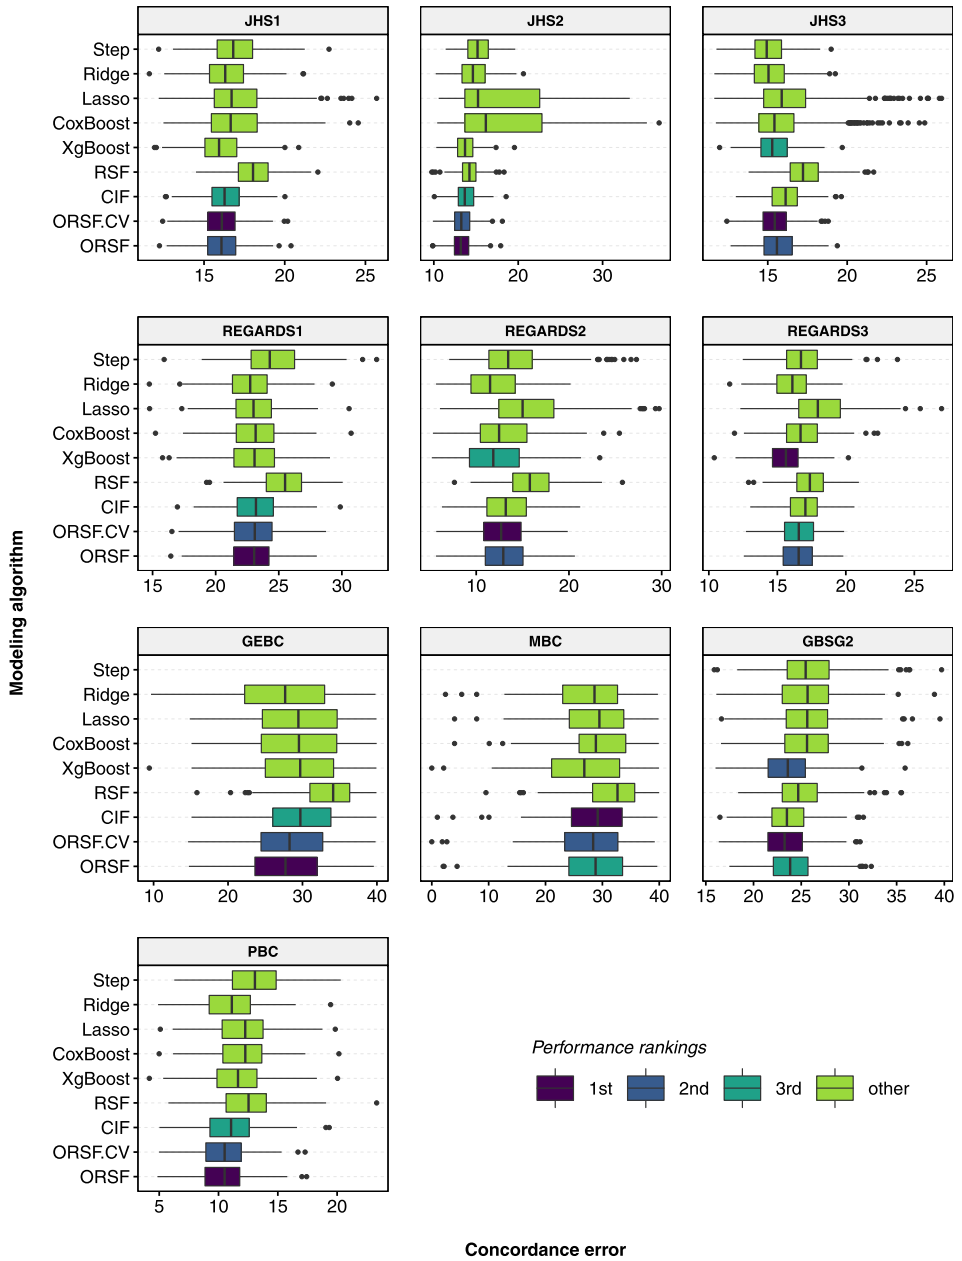 JHS1 JHS2 JHS3
Step
Ridge
Lasso
CoxBoost
XgBoost
RSF
CIF
ORSF.CV
ORSF
15 20 25 10 20 30 15 20 25
REGARDS1 REGARDS2 REGARDS3
Step
Ridge
Lasso
CoxBoost
XgBoost
RSF
CIF
ORSF.CV
ORSF
15 20 25 30 10 20 30 10 15 20 25
Modeling algorithm
GEBC MBC GBSG2
Step
Ridge
Lasso
CoxBoost
XgBoost
RSF
CIF
ORSF.CV
ORSF
10 20 30 40 0 10 20 30 40 15 20 25 30 35 40
PBC
Step
Ridge
Lasso
CoxBoost
XgBoost
RSF
CIF
ORSF.CV
ORSF
5 10 15 20
Performance rankings
1st 2nd 3rd other
Concordance error